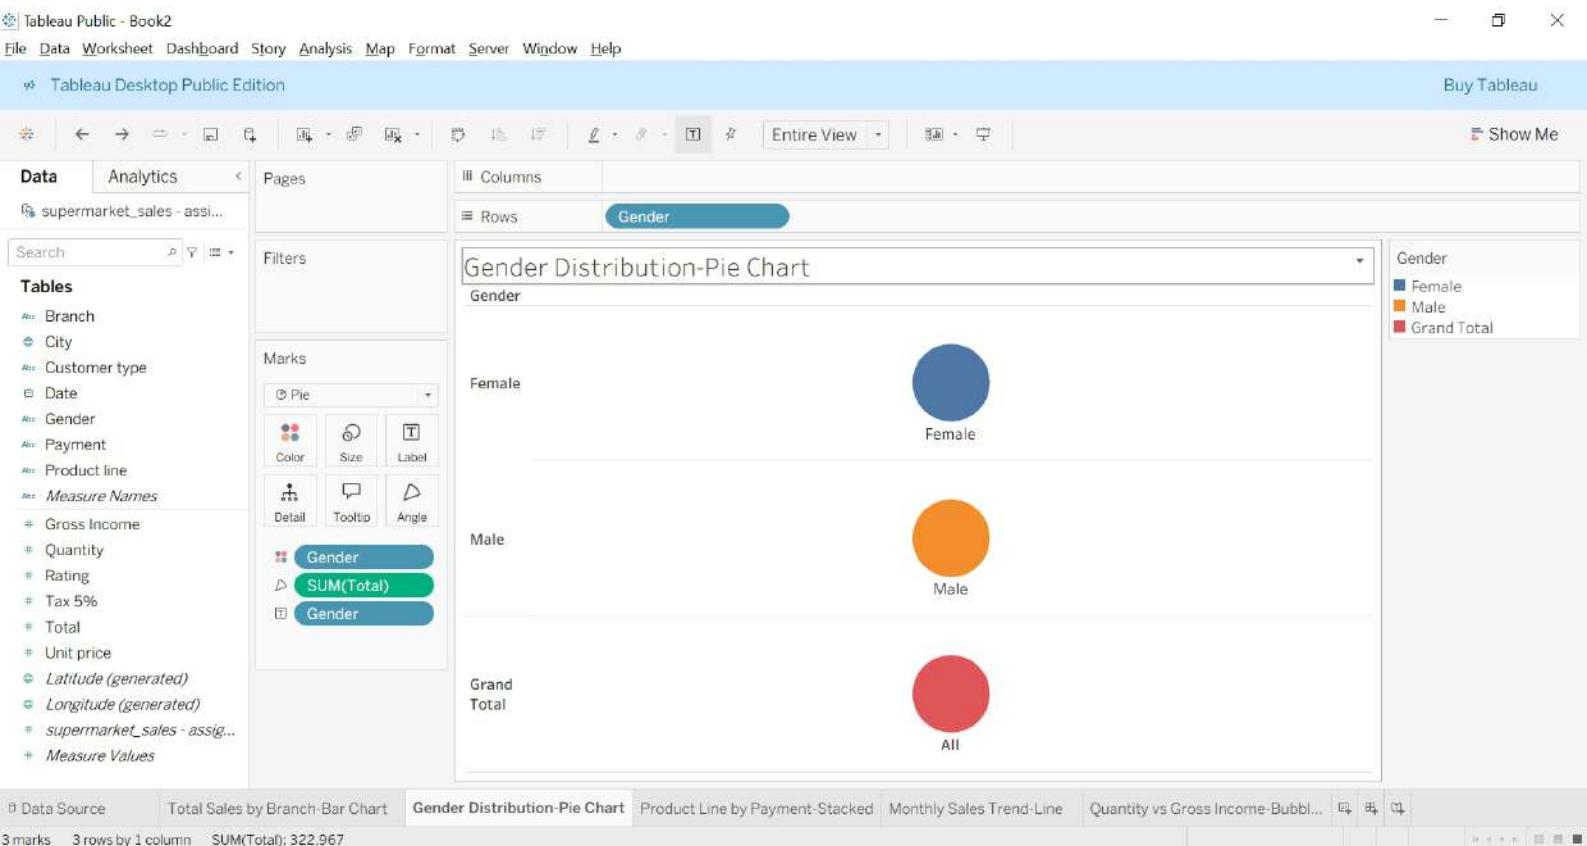 Tableau Public - Book2
File Data Worksheet Dashboard Story Analysis Map Format Server Window Help
Tableau Desktop Public Edition
Buy Tableau
Entire View
Show Me
Data
Analytics
supermarket_sales - assi...
Search
Tables
Abc Branch
City
Abc Customer type
Date
Abc Gender
Abc Payment
Abc Product line
Abc Measure Names
# Gross Income
# Quantity
# Rating
# Tax 5%
# Total
# Unit price
Latitude (generated)
Longitude (generated)
# supermarket_sales - assig...
# Measure Values
Pages
Filters
Marks
Pie
Color Size Label
Detail Tooltip Angle
Gender
SUM(Total)
Gender
Columns
Rows
Gender
Gender Distribution-Pie Chart
Gender
Female
Female
Male
Male
Grand
Total
All
Gender
Female
Male
Grand Total
Data Source
Total Sales by Branch-Bar Chart
Gender Distribution-Pie Chart
Product Line by Payment-Stacked
Monthly Sales Trend-Line
Quantity vs Gross Income-Bubbl...
3 marks 3 rows by 1 column SUM(Total): 322,967